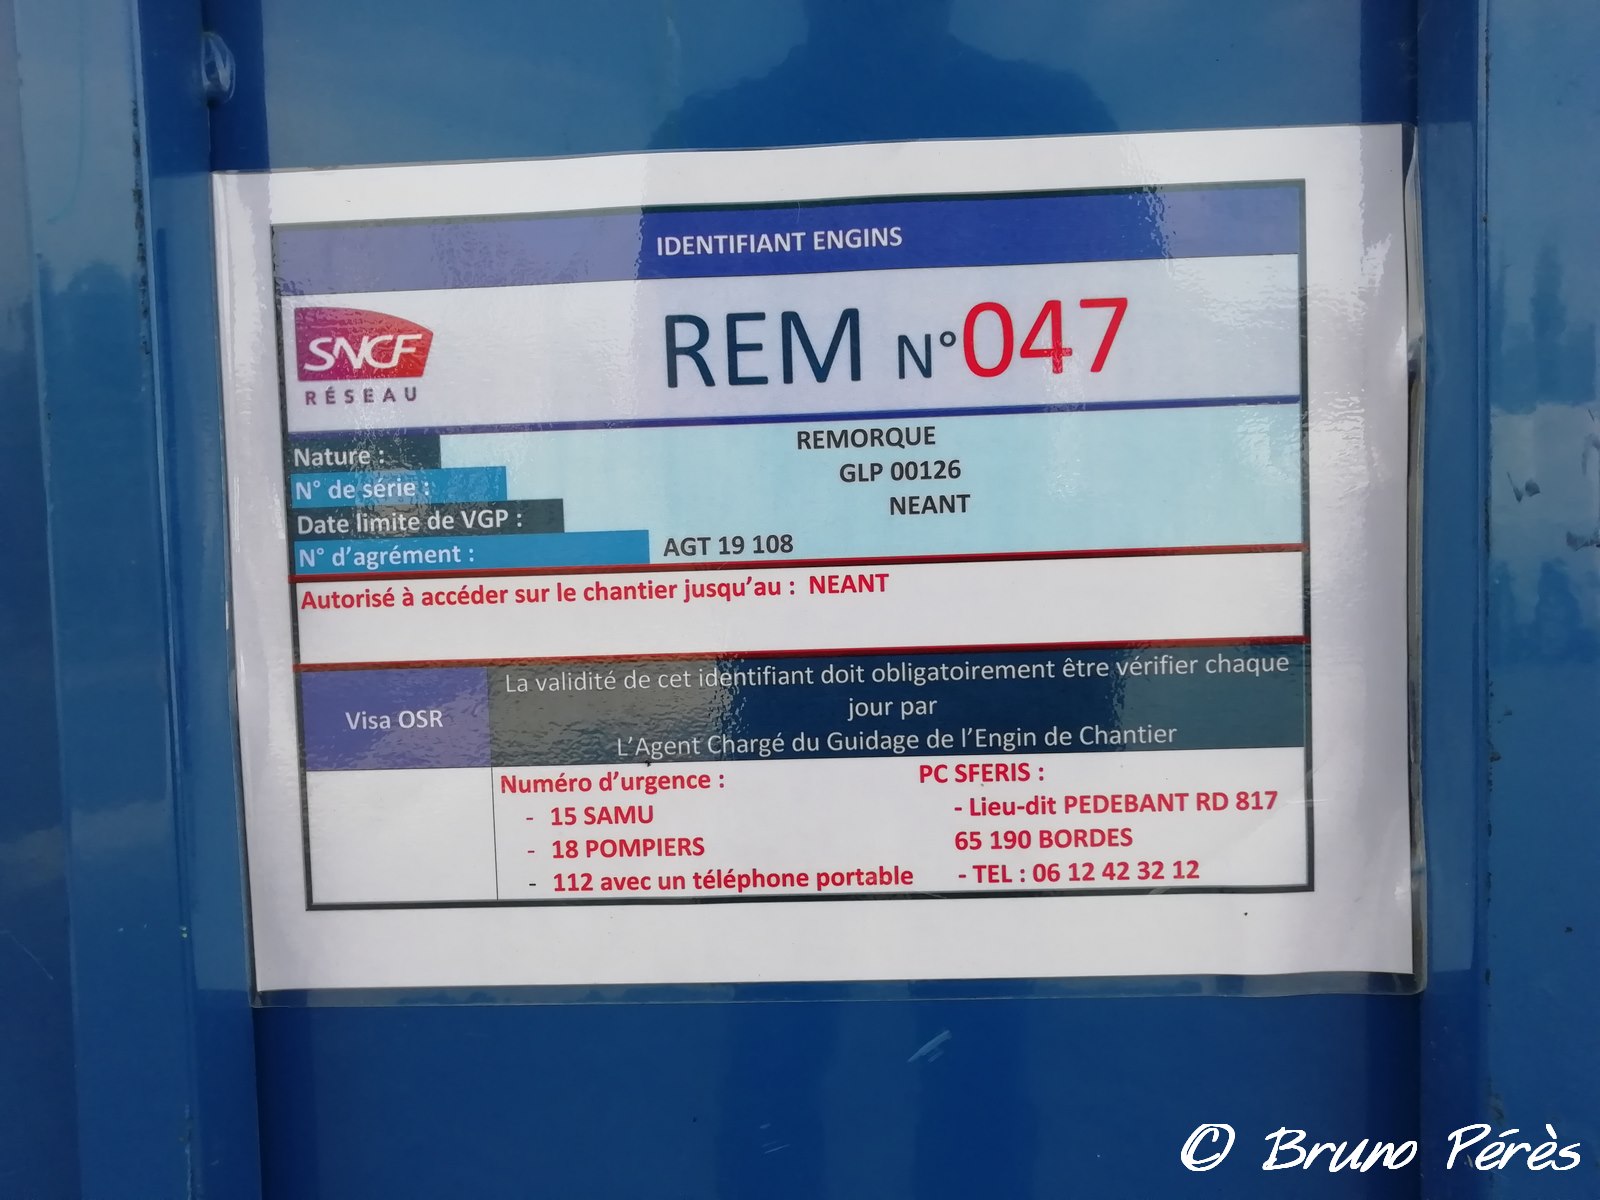 IDENTIFIANT ENGINS
SNCF
RÉSEAU
REM N°047
Nature : REMORQUE
N° de série : GLP 00126
Date limite de VGP : NEANT
N° d'agrément : AGT 19 108
Autorisé à accéder sur le chantier jusqu'au : NEANT
Visa OSR
La validité de cet identifiant doit obligatoirement être vérifier chaque
jour par
L'Agent Chargé du Guidage de l'Engin de Chantier
Numéro d'urgence :
- 15 SAMU
- 18 POMPIERS
- 112 avec un téléphone portable
PC SFERIS :
- Lieu-dit PEDEBANT RD 817
65 190 BORDES
- TEL : 06 12 42 32 12
© Bruno Pérès